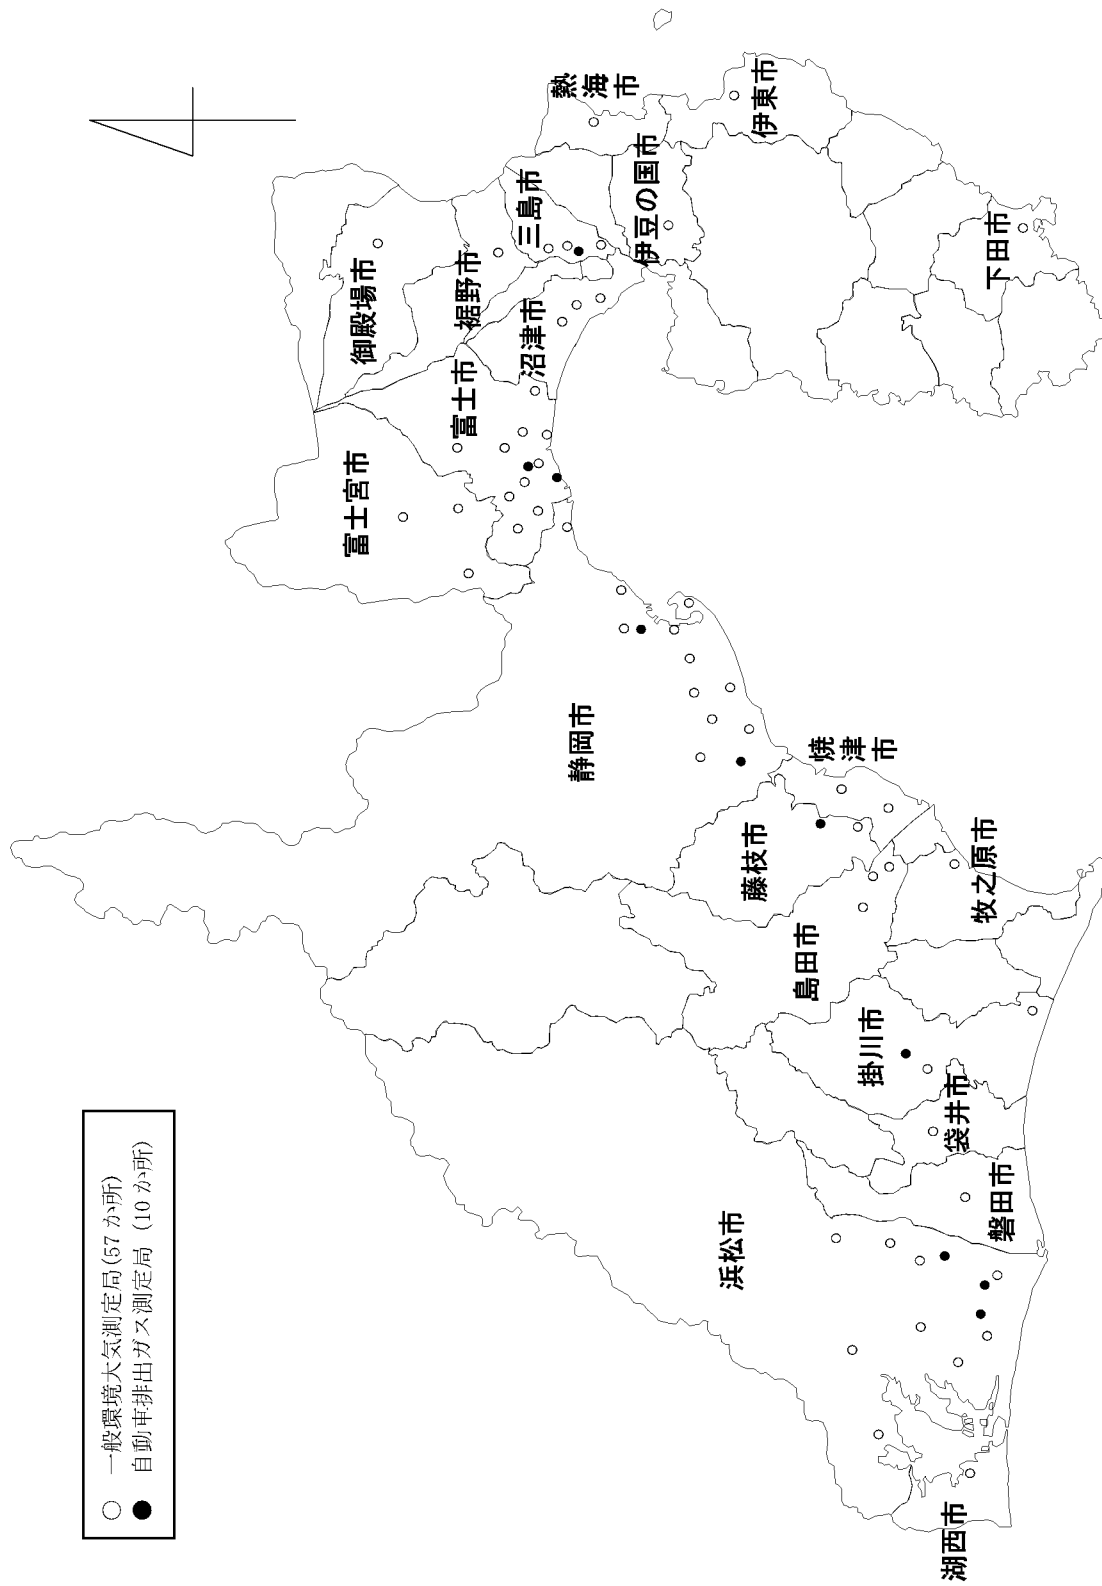 一般環境大気測定局(57か所)
自動車排出ガス測定局 (10か所)
御殿場市
富士宮市
裾野市
富士市
三島市
沼津市
熱海市
伊豆の国市
伊東市
下田市
静岡市
焼津市
藤枝市
島田市
牧之原市
掛川市
袋井市
磐田市
浜松市
湖西市